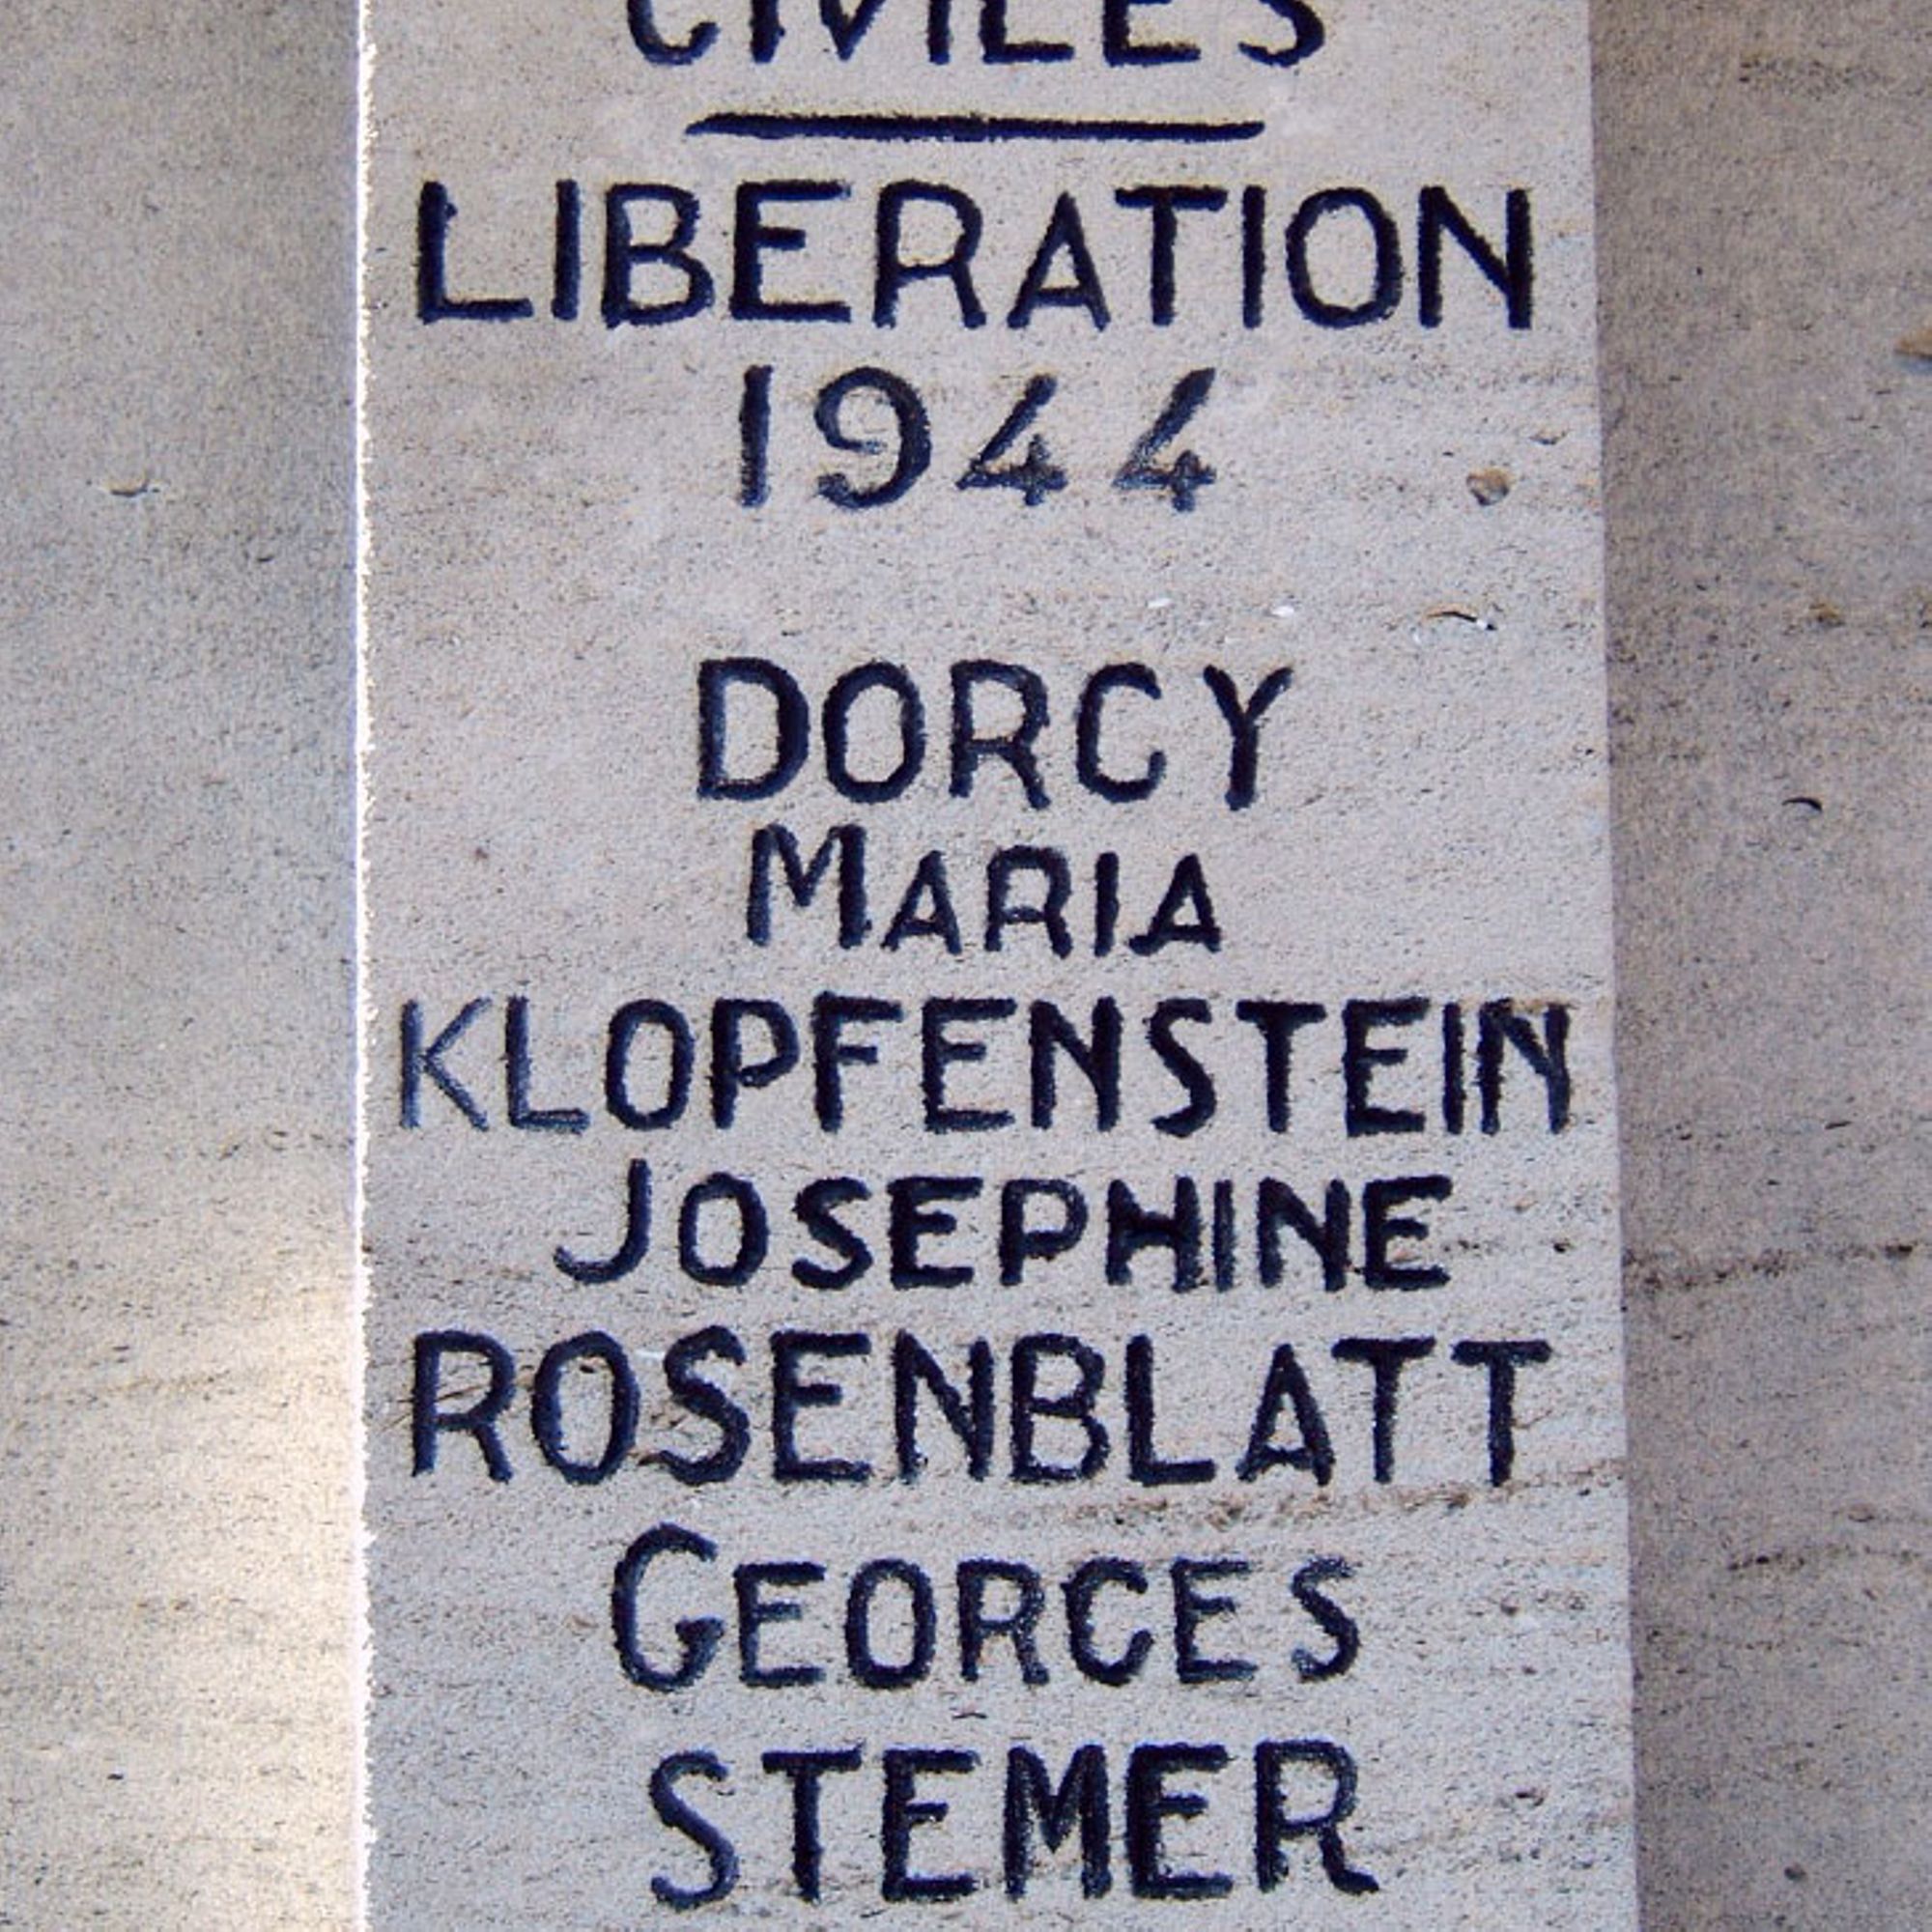 CIVILES
LIBERATION
1944
DORCY
MARIA
KLOPFENSTEIN
JOSEPHINE
ROSENBLATT
GEORGES
STEMER